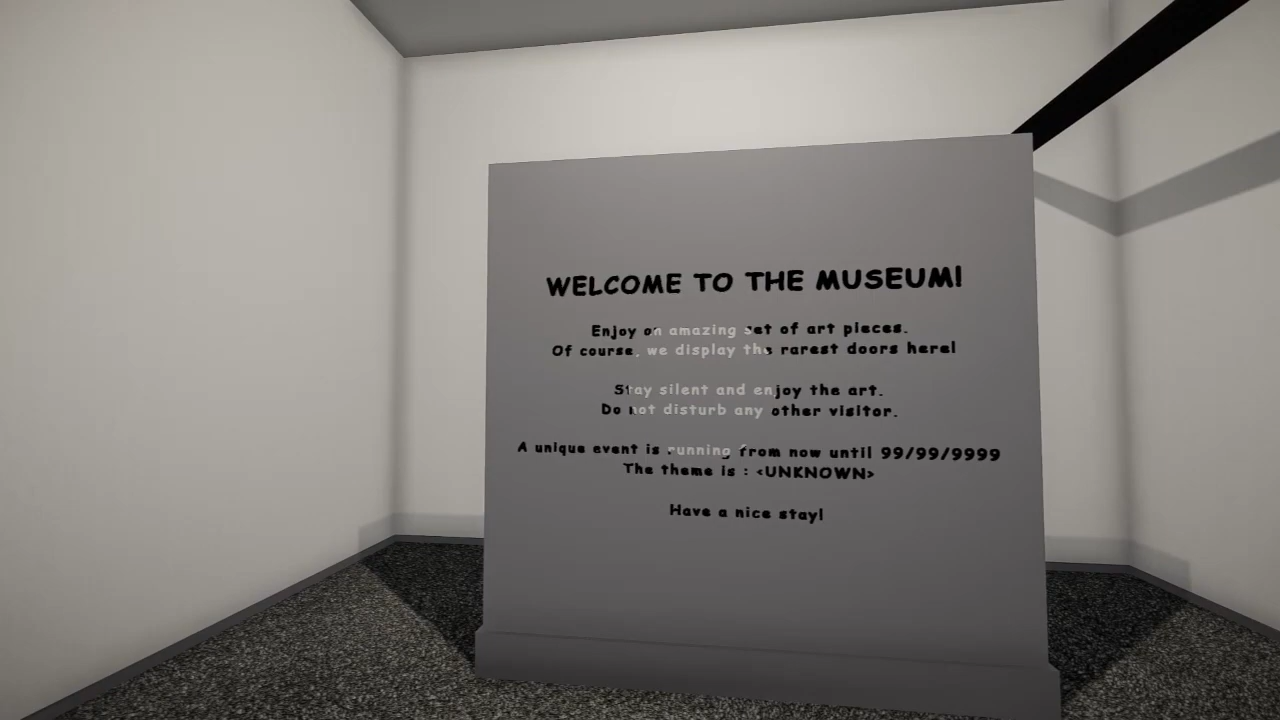 WELCOME TO THE MUSEUM!
Enjoy an amazing set of art pieces.
Of course, we display the rarest doors here!
Stay silent and enjoy the art.
Do not disturb any other visitor.
A unique event is running from now until 99/99/9999
The theme is : <UNKNOWN>
Have a nice stay!